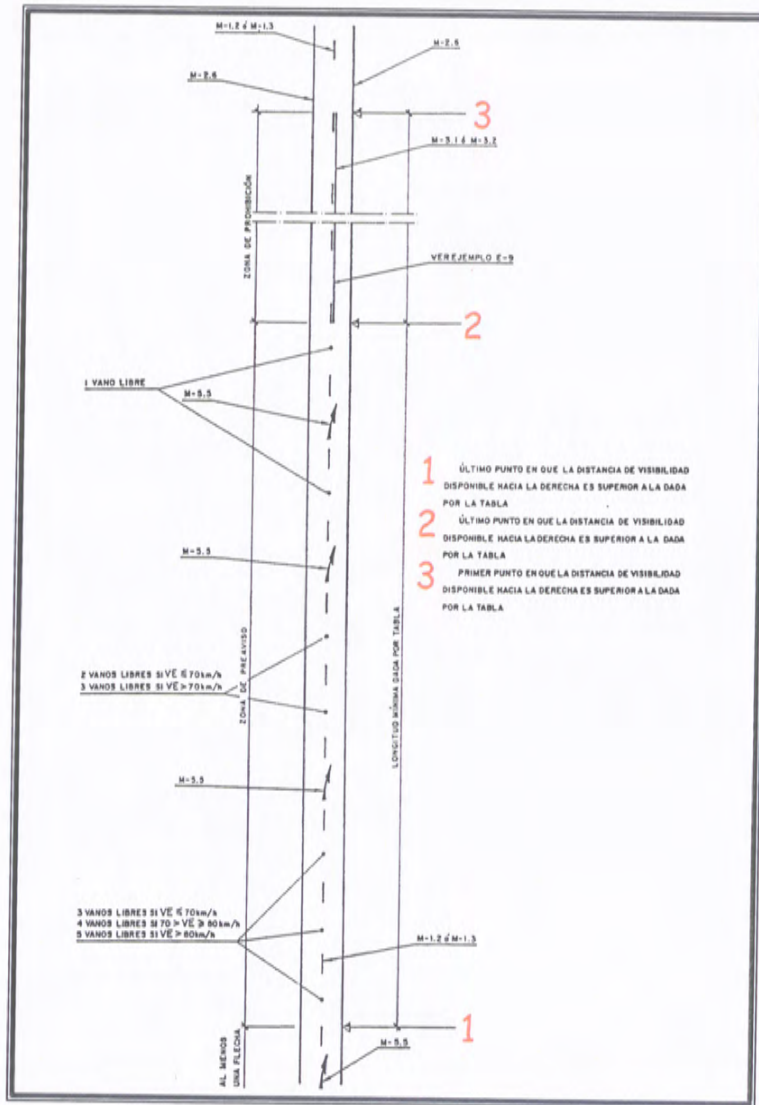 M-1.2 ó M-1.3
M-2.6
M-2.6
3
M-3.1 ó M-3.2
ZONA DE PROHIBICIÓN
VER EJEMPLO E-9
2
1 VANO LIBRE
M-5.5
1 ÚLTIMO PUNTO EN QUE LA DISTANCIA DE VISIBILIDAD
DISPONIBLE HACIA LA DERECHA ES SUPERIOR A LA DADA
POR LA TABLA
2 ÚLTIMO PUNTO EN QUE LA DISTANCIA DE VISIBILIDAD
DISPONIBLE HACIA LA DERECHA ES SUPERIOR A LA DADA
POR LA TABLA
3 PRIMER PUNTO EN QUE LA DISTANCIA DE VISIBILIDAD
DISPONIBLE HACIA LA DERECHA ES SUPERIOR A LA DADA
POR LA TABLA
M-5.5
ZONA DE PREAVISO
LONGITUD MÍNIMA DADA POR TABLA
2 VANOS LIBRES SI VE ≤ 70km/h
3 VANOS LIBRES SI VE > 70km/h
M-5.5
3 VANOS LIBRES SI VE ≤ 70km/h
4 VANOS LIBRES SI 70 > VE ≥ 80km/h
5 VANOS LIBRES SI VE > 80km/h
M-1.2 ó M-1.3
1
AL MENOS
UNA FLECHA
M-5.5